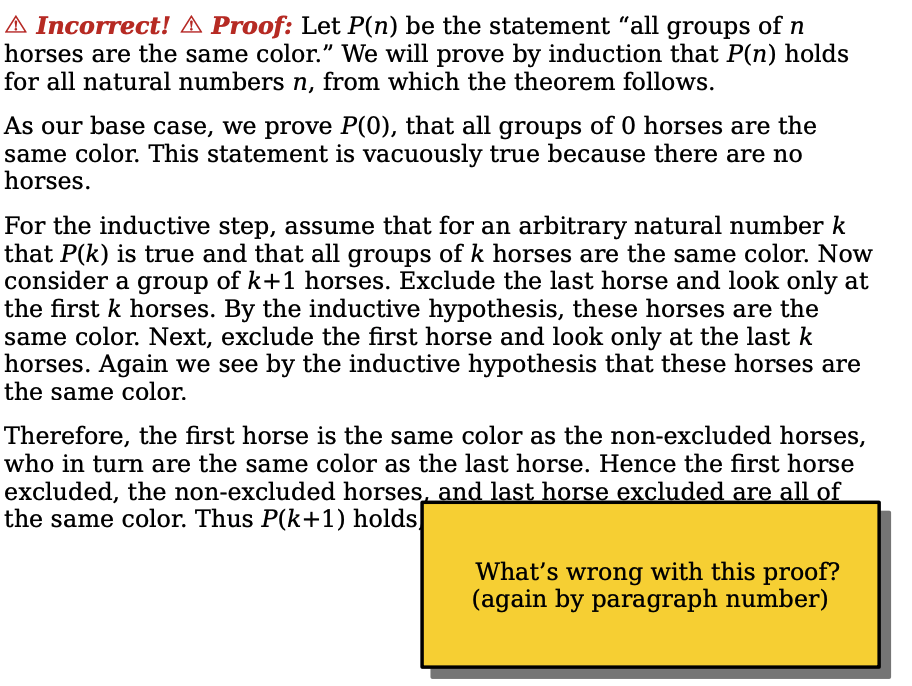 ⚠ Incorrect! ⚠ Proof: Let P(n) be the statement “all groups of n
horses are the same color.” We will prove by induction that P(n) holds
for all natural numbers n, from which the theorem follows.
As our base case, we prove P(0), that all groups of 0 horses are the
same color. This statement is vacuously true because there are no
horses.
For the inductive step, assume that for an arbitrary natural number k
that P(k) is true and that all groups of k horses are the same color. Now
consider a group of k+1 horses. Exclude the last horse and look only at
the first k horses. By the inductive hypothesis, these horses are the
same color. Next, exclude the first horse and look only at the last k
horses. Again we see by the inductive hypothesis that these horses are
the same color.
Therefore, the first horse is the same color as the non-excluded horses,
who in turn are the same color as the last horse. Hence the first horse
excluded, the non-excluded horses, and last horse excluded are all of
the same color. Thus P(k+1) holds,
What’s wrong with this proof?
(again by paragraph number)